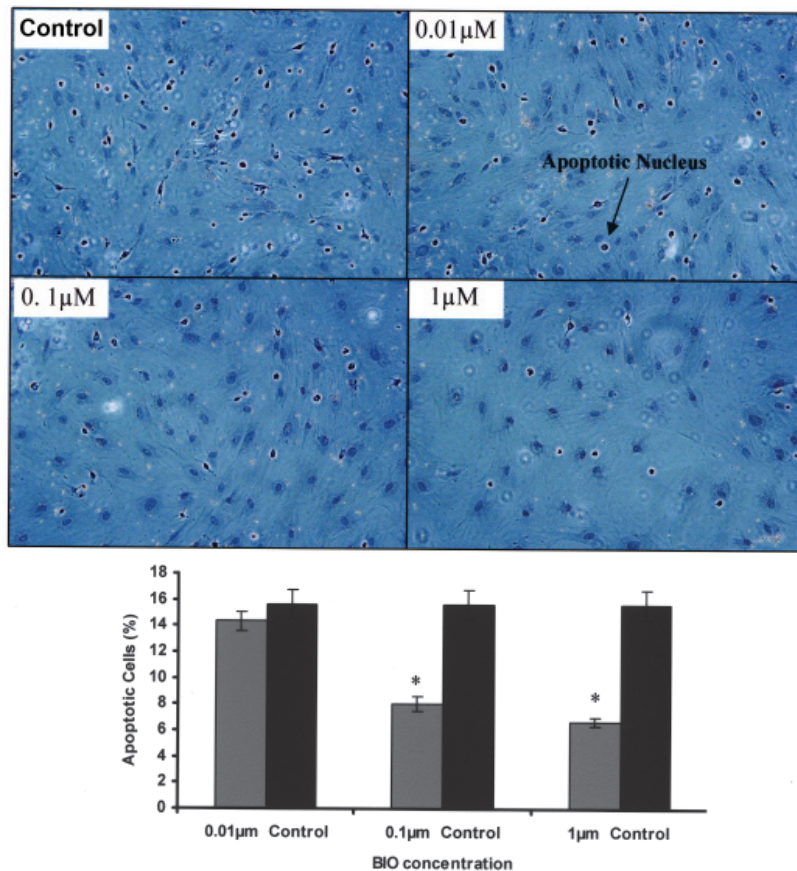 Control
0.01µM
Apoptotic Nucleus
0. 1µM
1µM
18
16
14
12
10
8
6
4
2
0
Apoptotic Cells (%)
*
*
0.01µm Control
0.1µm Control
1µm Control
BIO concentration